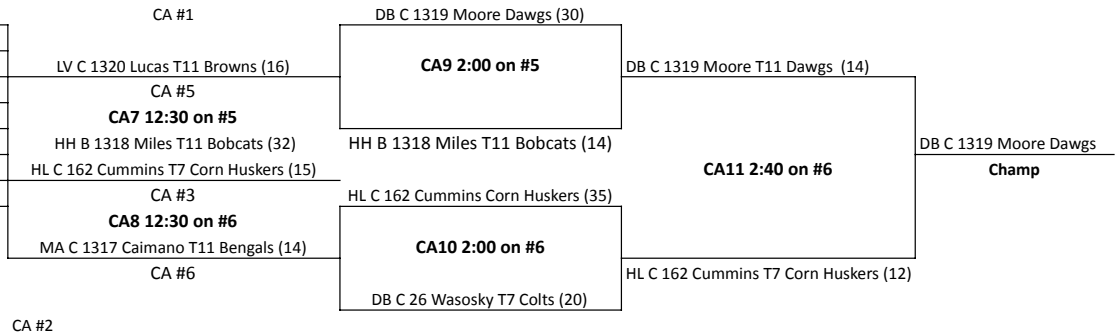 CA #1
LV C 1320 Lucas T11 Browns (16)
CA #5
CA7 12:30 on #5
HH B 1318 Miles T11 Bobcats (32)
HL C 162 Cummins T7 Corn Huskers (15)
CA #3
CA8 12:30 on #6
MA C 1317 Caimano T11 Bengals (14)
CA #6
CA #2
DB C 1319 Moore Dawgs (30)
CA9 2:00 on #5
HH B 1318 Miles T11 Bobcats (14)
HL C 162 Cummins Corn Huskers (35)
CA10 2:00 on #6
DB C 26 Wasosky T7 Colts (20)
DB C 1319 Moore T11 Dawgs (14)
CA11 2:40 on #6
HL C 162 Cummins T7 Corn Huskers (12)
DB C 1319 Moore Dawgs
Champ